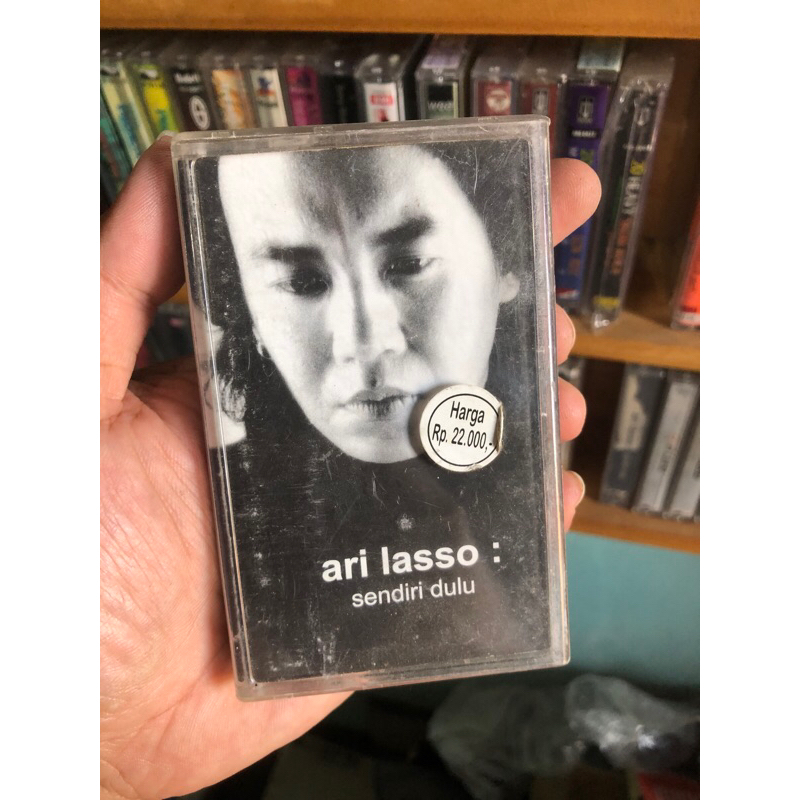 Harga
Rp. 22.000,-
ari lasso :
sendiri dulu